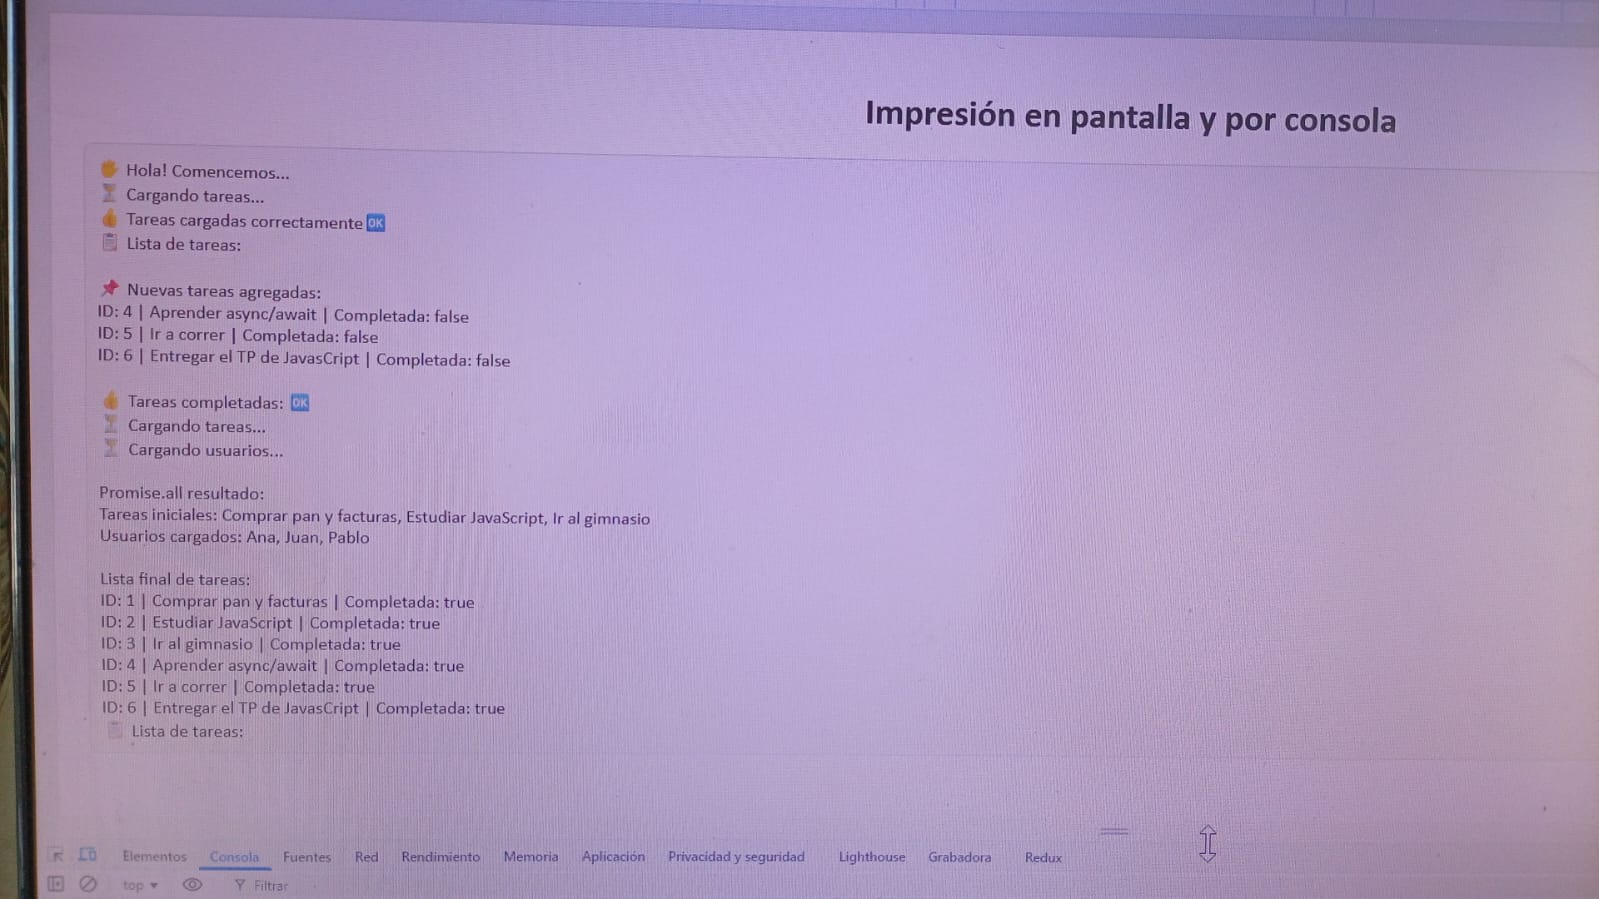 Impresión en pantalla y por consola
Hola! Comencemos...
Cargando tareas...
Tareas cargadas correctamente OK
Lista de tareas:
Nuevas tareas agregadas:
ID: 4 | Aprender async/await | Completada: false
ID: 5 | Ir a correr | Completada: false
ID: 6 | Entregar el TP de JavasCript | Completada: false
Tareas completadas: OK
Cargando tareas...
Cargando usuarios...
Promise.all resultado:
Tareas iniciales: Comprar pan y facturas, Estudiar JavaScript, Ir al gimnasio
Usuarios cargados: Ana, Juan, Pablo
Lista final de tareas:
ID: 1 | Comprar pan y facturas | Completada: true
ID: 2 | Estudiar JavaScript | Completada: true
ID: 3 | Ir al gimnasio | Completada: true
ID: 4 | Aprender async/await | Completada: true
ID: 5 | Ir a correr | Completada: true
ID: 6 | Entregar el TP de JavasCript | Completada: true
Lista de tareas:
Elementos Consola Fuentes Red Rendimiento Memoria Aplicación Privacidad y seguridad Lighthouse Grabadora Redux
top Filtrar